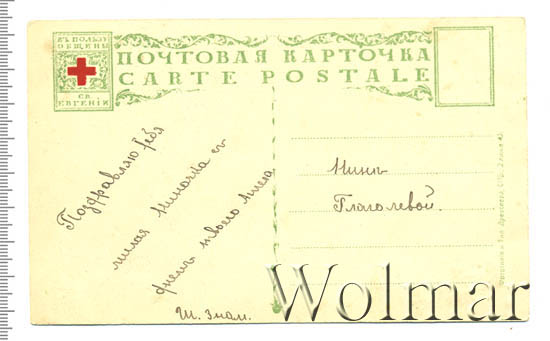 ВЪ ПОЛЬЗУ
ОБЩИНЫ
СВ.
ЕВГЕНІИ
ПОЧТОВАЯ КАРТОЧКА
CARTE POSTALE
Поздравляю тебя
милая Ниночка съ
днемъ твоего Ангела
Ш. Знам.
Нинѣ
Глаголевой.
Wolmar